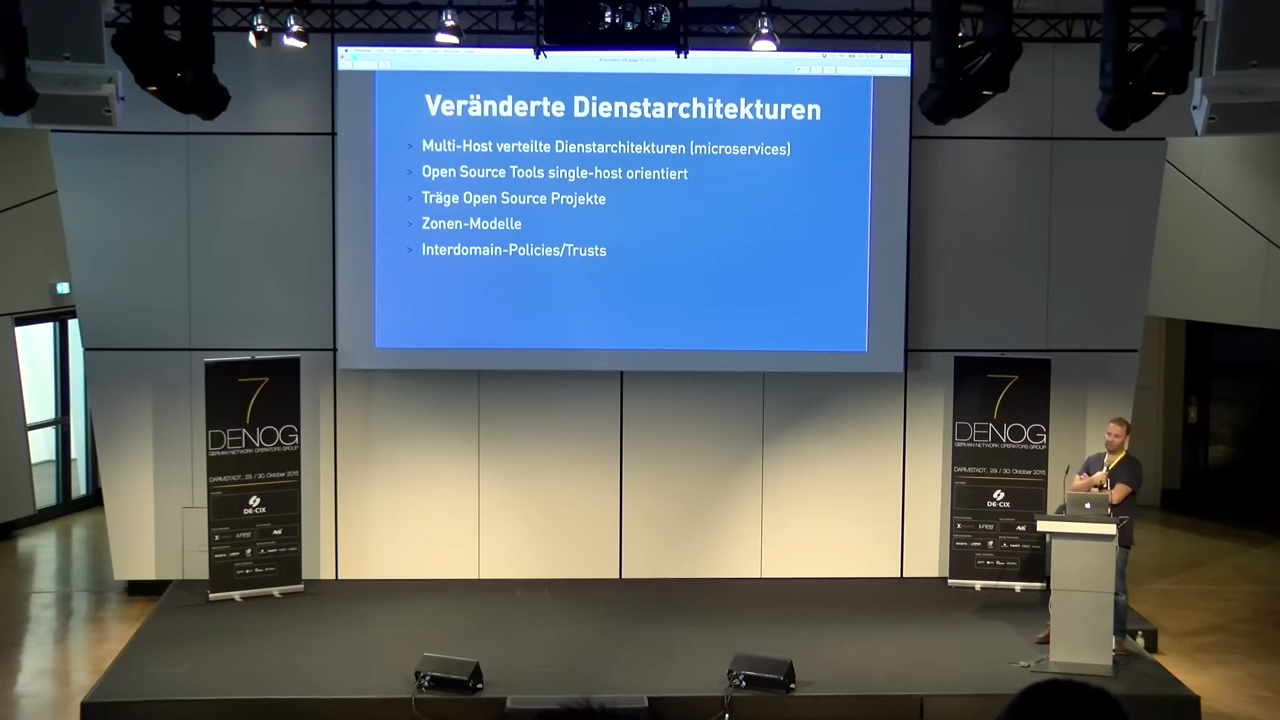 Veränderte Dienstarchitekturen
> Multi-Host verteilte Dienstarchitekturen (microservices)
> Open Source Tools single-host orientiert
> Träge Open Source Projekte
> Zonen-Modelle
> Interdomain-Policies/Trusts
7
DENOG
GERMAN NETWORK OPERATORS GROUP
DARMSTADT, 29. / 30. Oktober 2015
DE-CIX
7
DENOG
GERMAN NETWORK OPERATORS GROUP
DARMSTADT, 29. / 30. Oktober 2015
DE-CIX